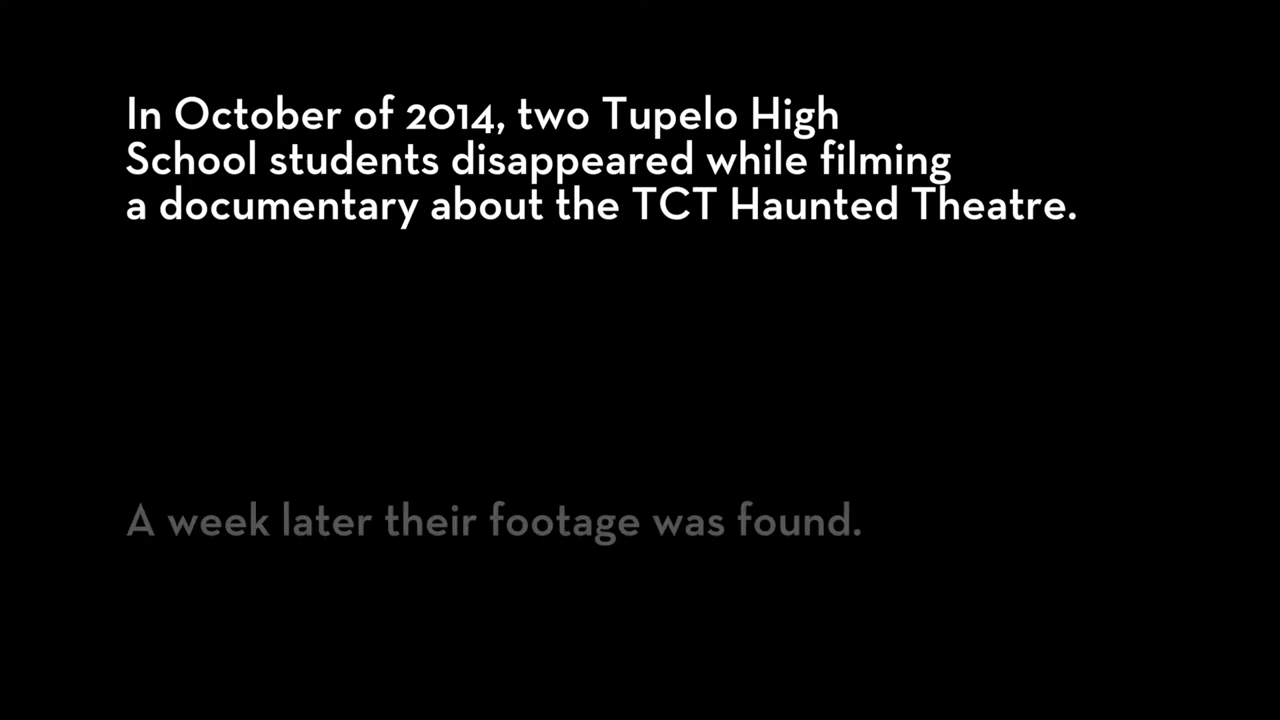 In October of 2014, two Tupelo High
School students disappeared while filming
a documentary about the TCT Haunted Theatre.
A week later their footage was found.